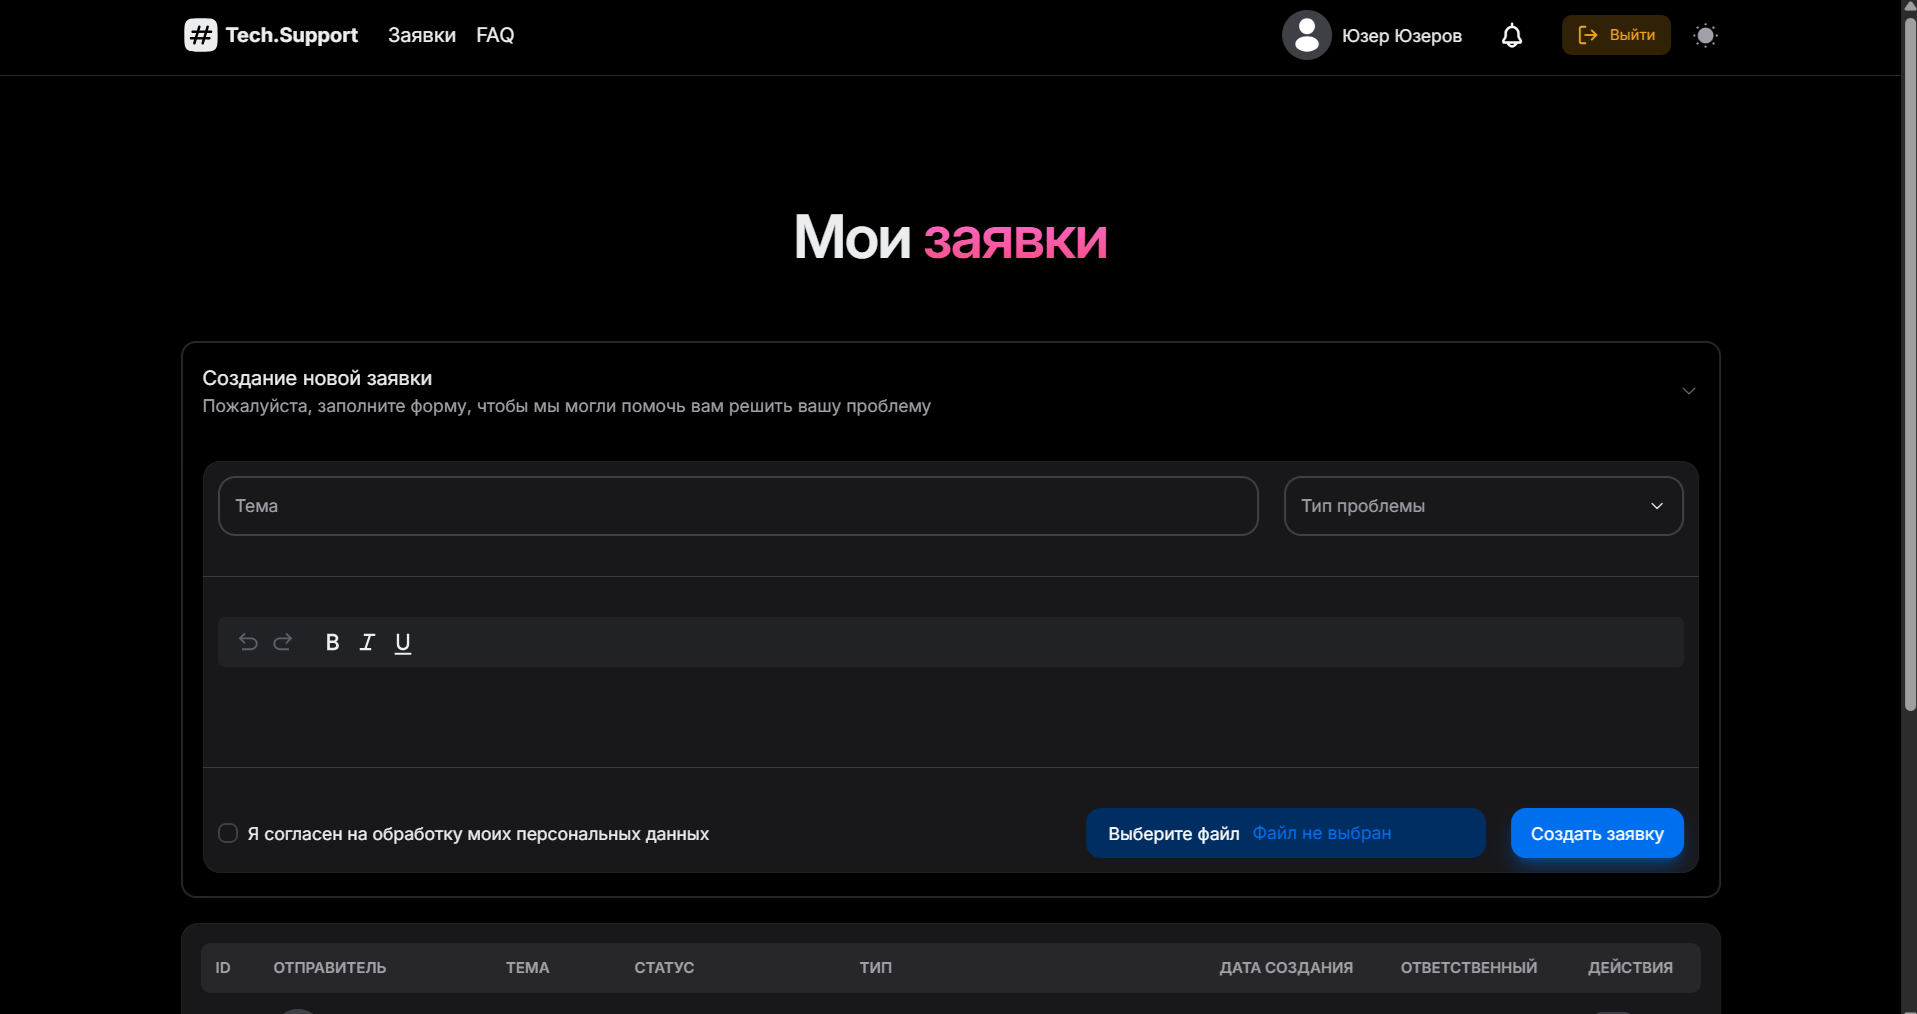 # Tech.Support Заявки FAQ Юзер Юзеров Выйти
Мои заявки
Создание новой заявки
Пожалуйста, заполните форму, чтобы мы могли помочь вам решить вашу проблему
Тема Тип проблемы
B I U
Я согласен на обработку моих персональных данных Выберите файл Файл не выбран Создать заявку
ID ОТПРАВИТЕЛЬ ТЕМА СТАТУС ТИП ДАТА СОЗДАНИЯ ОТВЕТСТВЕННЫЙ ДЕЙСТВИЯ